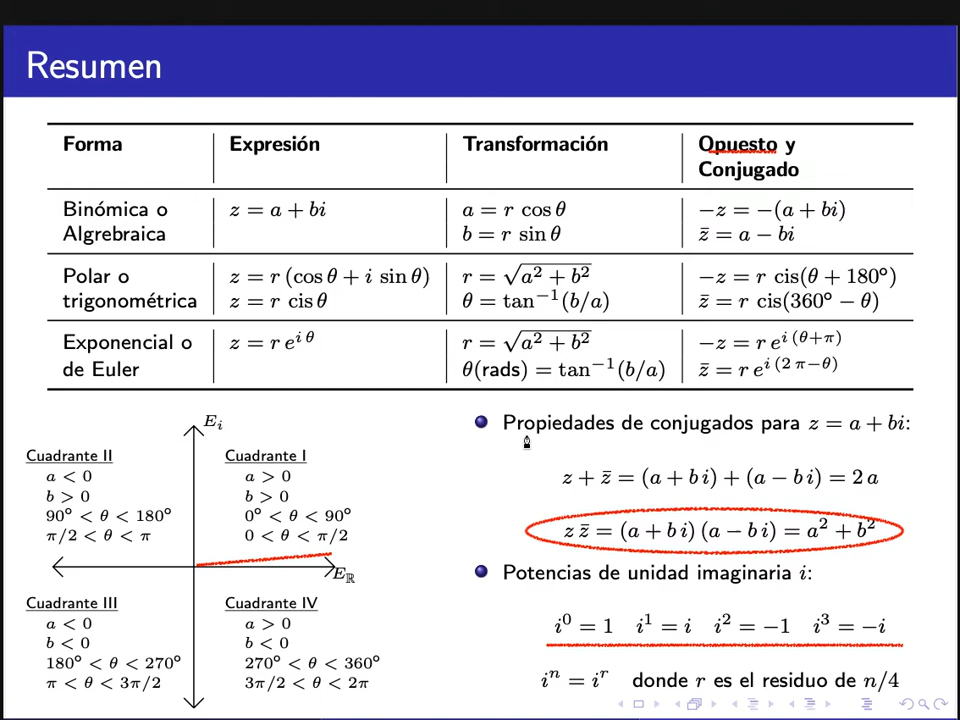 Resumen
Forma Expresión Transformación Opuesto y
Conjugado
Binómica o z = a + bi a = r cos θ −z = −(a + bi)
Algrebraica b = r sin θ z̄ = a − bi
Polar o z = r (cos θ + i sin θ) r = √(a² + b²) −z = r cis(θ + 180°)
trigonométrica z = r cis θ θ = tan⁻¹(b/a) z̄ = r cis(360° − θ)
Exponencial o z = r e^{i θ} r = √(a² + b²) −z = r e^{i (θ+π)}
de Euler θ(rads) = tan⁻¹(b/a) z̄ = r e^{i (2 π−θ)}
E_i
Cuadrante II
a < 0
b > 0
90° < θ < 180°
π/2 < θ < π
Cuadrante I
a > 0
b > 0
0° < θ < 90°
0 < θ < π/2
E_ℝ
Cuadrante III
a < 0
b < 0
180° < θ < 270°
π < θ < 3π/2
Cuadrante IV
a > 0
b < 0
270° < θ < 360°
3π/2 < θ < 2π
Propiedades de conjugados para z = a + bi:
z + z̄ = (a + b i) + (a − b i) = 2 a
z z̄ = (a + b i) (a − b i) = a² + b²
Potencias de unidad imaginaria i:
i⁰ = 1 i¹ = i i² = −1 i³ = −i
iⁿ = iʳ donde r es el residuo de n/4